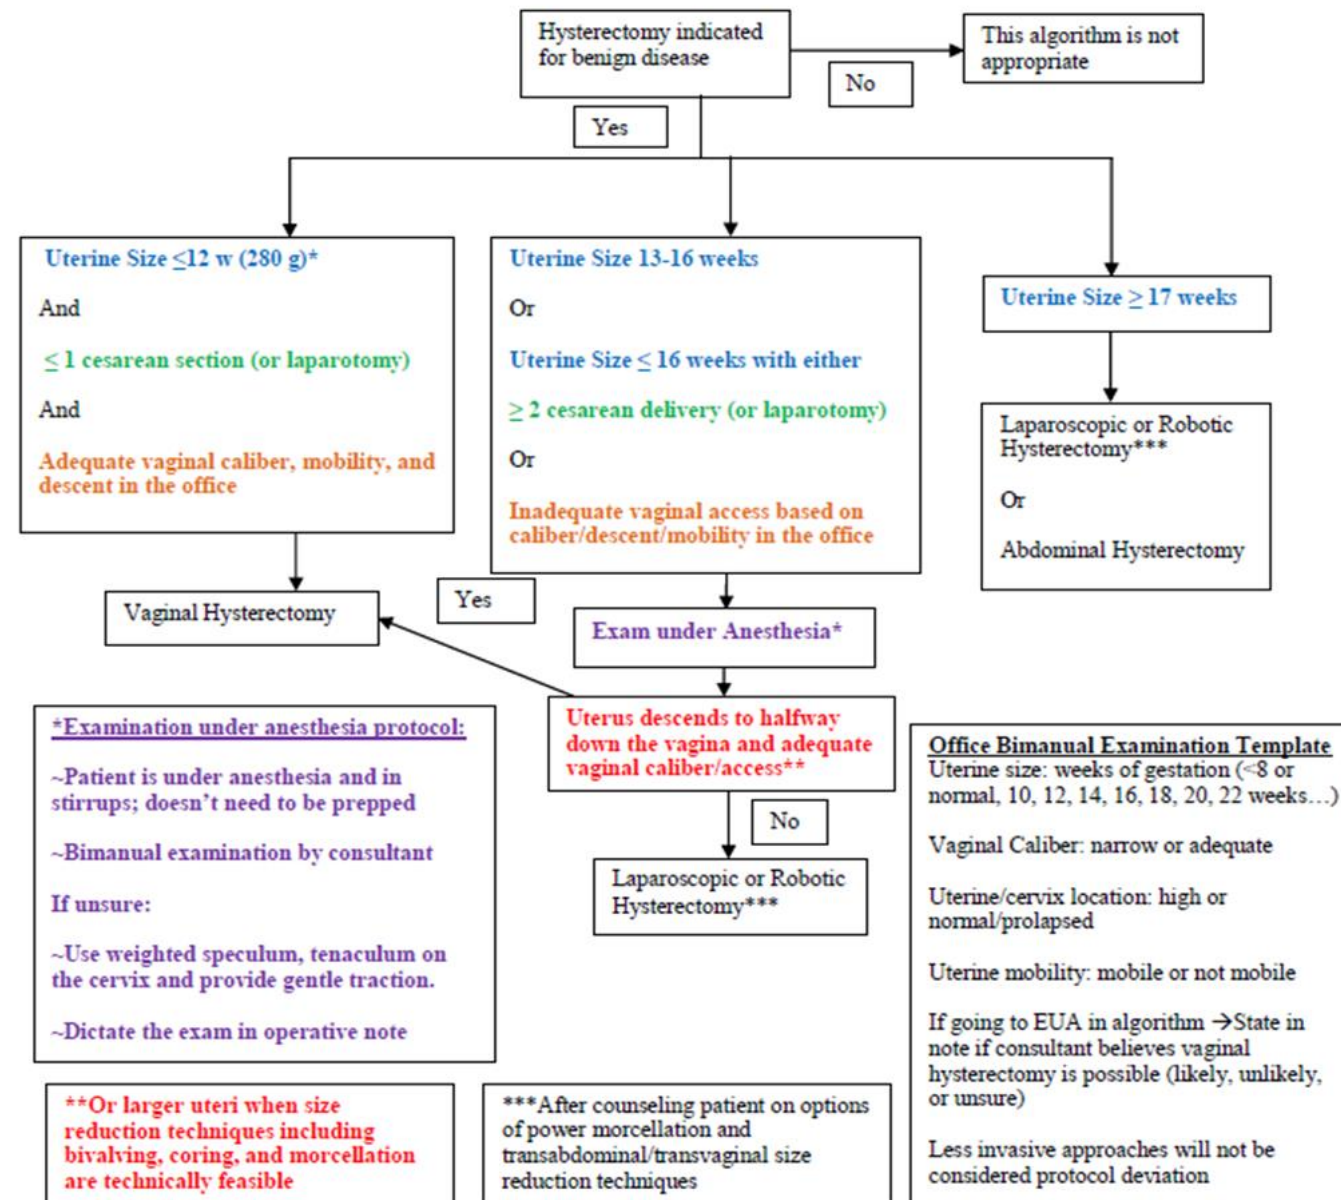 Hysterectomy indicated
for benign disease
This algorithm is not
appropriate
No
Yes
Uterine Size ≤12 w (280 g)*
And
≤ 1 cesarean section (or laparotomy)
And
Adequate vaginal caliber, mobility, and
descent in the office
Uterine Size 13-16 weeks
Or
Uterine Size ≤ 16 weeks with either
≥ 2 cesarean delivery (or laparotomy)
Or
Inadequate vaginal access based on
caliber/descent/mobility in the office
Uterine Size ≥ 17 weeks
Laparoscopic or Robotic
Hysterectomy***
Or
Abdominal Hysterectomy
Vaginal Hysterectomy
Yes
Exam under Anesthesia*
Uterus descends to halfway
down the vagina and adequate
vaginal caliber/access**
No
Laparoscopic or Robotic
Hysterectomy***
*Examination under anesthesia protocol:
~Patient is under anesthesia and in
stirrups; doesn't need to be prepped
~Bimanual examination by consultant
If unsure:
~Use weighted speculum, tenaculum on
the cervix and provide gentle traction.
~Dictate the exam in operative note
Office Bimanual Examination Template
Uterine size: weeks of gestation (<8 or
normal, 10, 12, 14, 16, 18, 20, 22 weeks…)
Vaginal Caliber: narrow or adequate
Uterine/cervix location: high or
normal/prolapsed
Uterine mobility: mobile or not mobile
If going to EUA in algorithm →State in
note if consultant believes vaginal
hysterectomy is possible (likely, unlikely,
or unsure)
Less invasive approaches will not be
considered protocol deviation
**Or larger uteri when size
reduction techniques including
bivalving, coring, and morcellation
are technically feasible
***After counseling patient on options
of power morcellation and
transabdominal/transvaginal size
reduction techniques